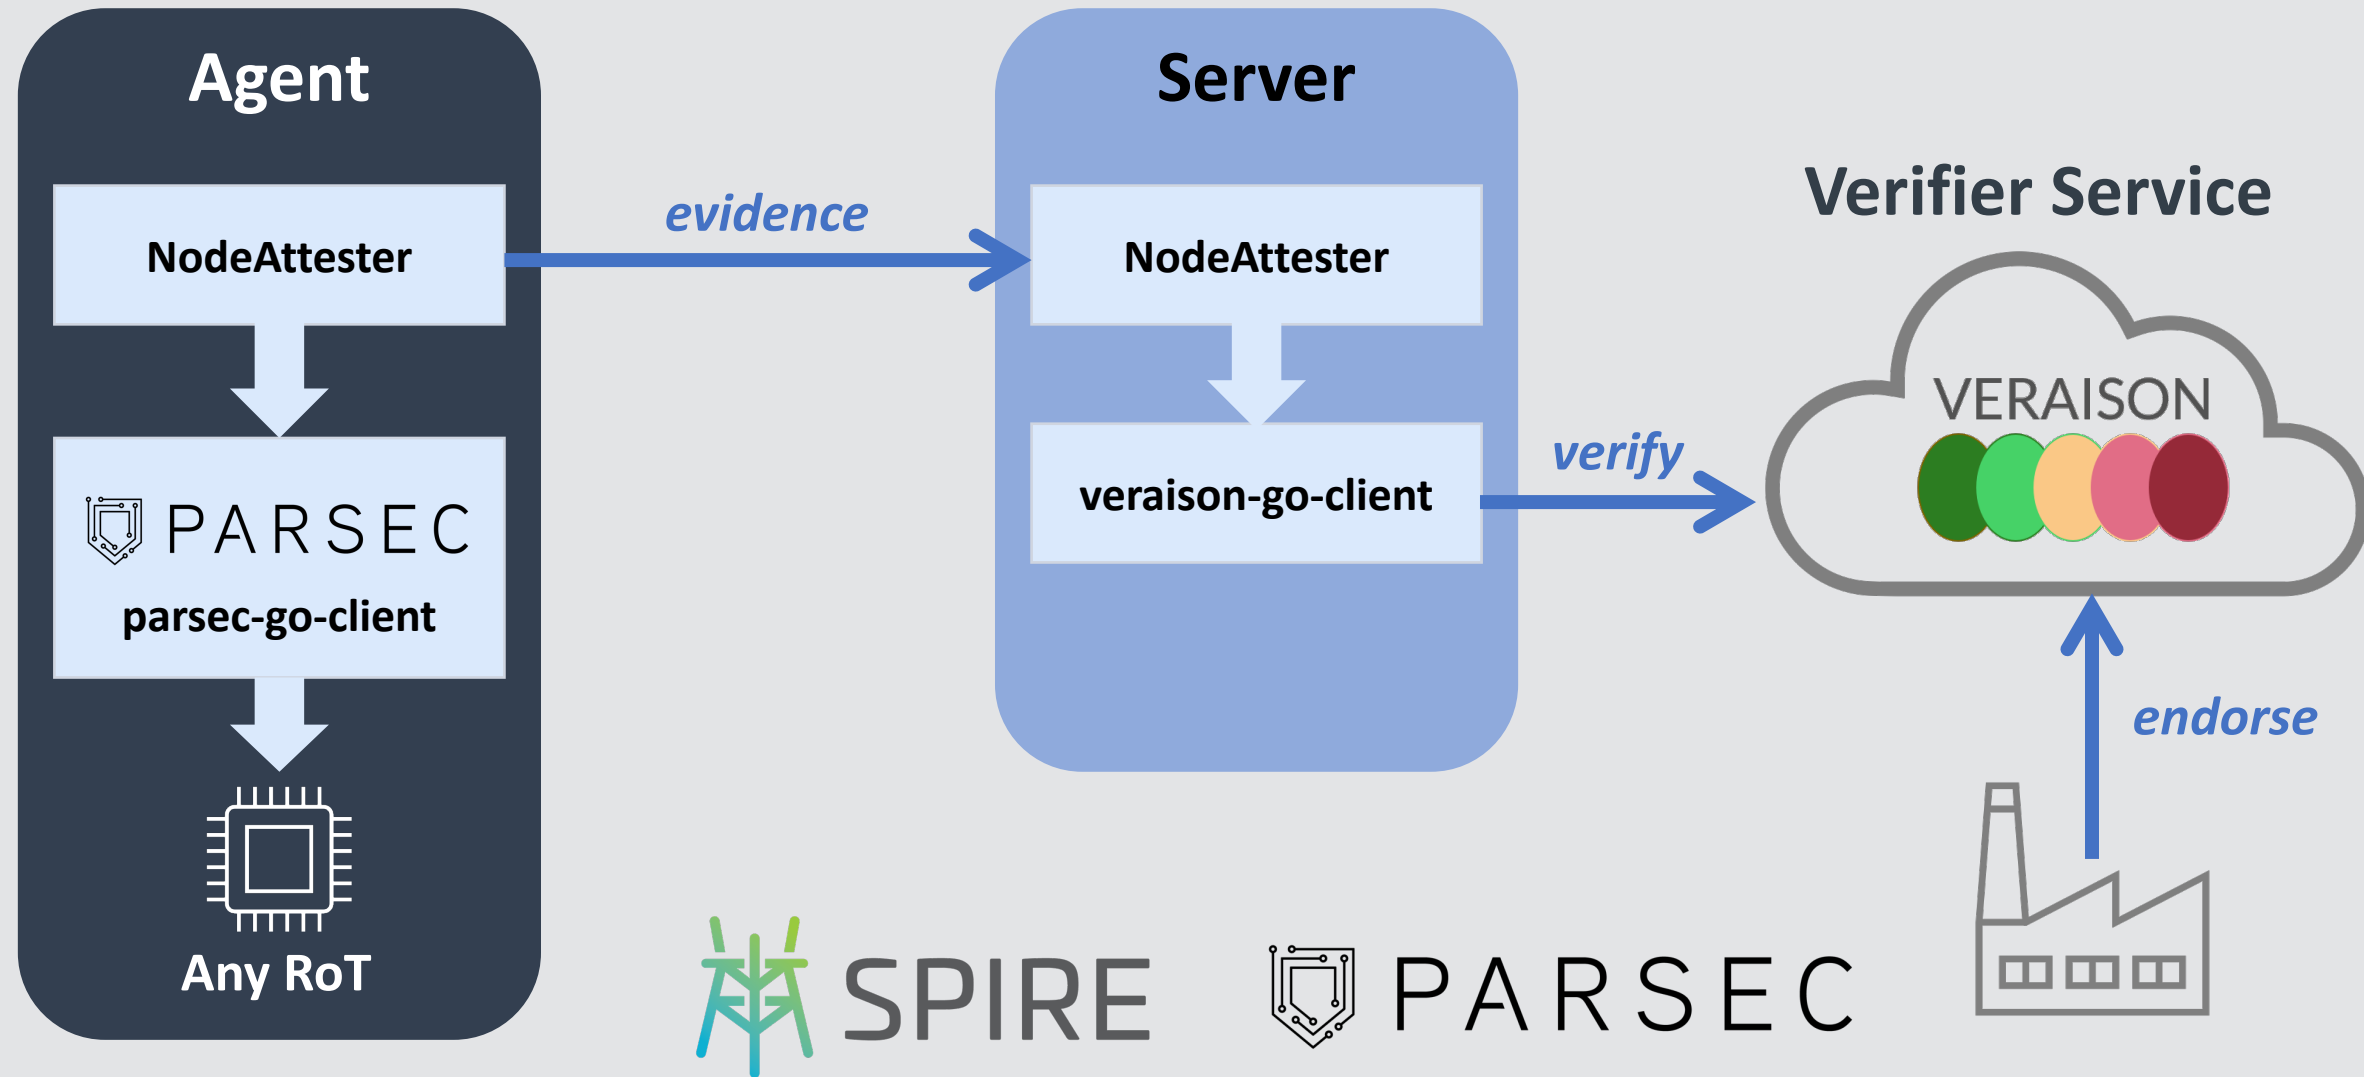 Agent
NodeAttester
PARSEC
parsec-go-client
Any RoT
evidence
Server
NodeAttester
veraison-go-client
verify
Verifier Service
VERAISON
endorse
SPIRE
PARSEC